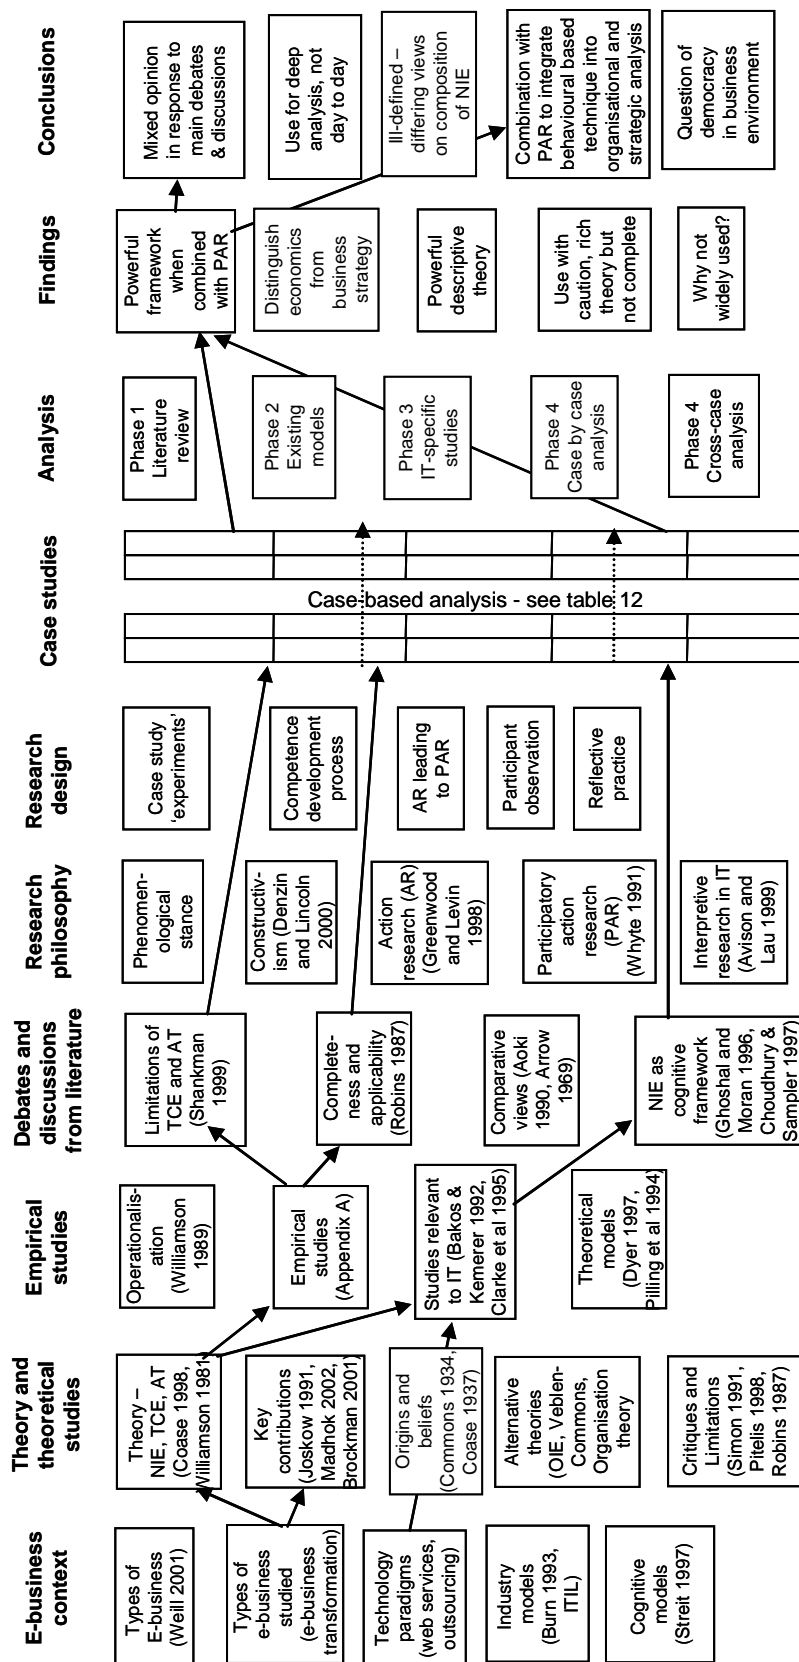 E-business
context
Types of
E-business
(Weill 2001)
Types of
e-business
studied
(e-business
transformation)
Technology
paradigms
(web services,
outsourcing)
Industry
models
(Burn 1993,
ITIL)
Cognitive
models
(Streit 1997)
Theory and
theoretical
studies
Theory –
NIE, TCE, AT
(Coase 1998,
Williamson 1981)
Key
contributions
(Joskow 1991,
Madhok 2002,
Brockman 2001)
Origins and
beliefs
(Commons 1934,
Coase 1937)
Alternative
theories
(OIE, Veblen-
Commons,
Organisation
theory
Critiques and
Limitations
(Simon 1991,
Pitelis 1998,
Robins 1987)
Empirical
studies
Operationalis-
ation
(Williamson
1989)
Empirical
studies
(Appendix A)
Studies relevant
to IT (Bakos &
Kemerer 1992,
Clarke et al 1995)
Theoretical
models
(Dyer 1997,
Pilling et al 1994)
Debates and
discussions
from literature
Limitations of
TCE and AT
(Shankman
1999)
Complete-
ness and
applicability
(Robins 1987)
Comparative
views (Aoki
1990, Arrow
1969)
NIE as
cognitive
framework
(Ghoshal and
Moran 1996,
Choudhury &
Sampler 1997)
Research
philosophy
Phenomen-
ological
stance
Constructiv-
ism (Denzin
and Lincoln
2000)
Action
research (AR)
(Greenwood
and Levin
1998)
Participatory
action
research
(PAR)
(Whyte 1991)
Interpretive
research in IT
(Avison and
Lau 1999)
Research
design
Case study
‘experiments’
Competence
development
process
AR leading
to PAR
Participant
observation
Reflective
practice
Case studies
Case-based analysis - see table 12
Analysis
Phase 1
Literature
review
Phase 2
Existing
models
Phase 3
IT-specific
studies
Phase 4
Case by case
analysis
Phase 4
Cross-case
analysis
Findings
Powerful
framework
when
combined
with PAR
Distinguish
economics
from
business
strategy
Powerful
descriptive
theory
Use with
caution, rich
theory but
not complete
Why not
widely used?
Conclusions
Mixed opinion
in response to
main debates
& discussions
Use for deep
analysis, not
day to day
Ill-defined –
differing views
on composition
of NIE
Combination with
PAR to integrate
behavioural based
technique into
organisational and
strategic analysis
Question of
democracy
in business
environment